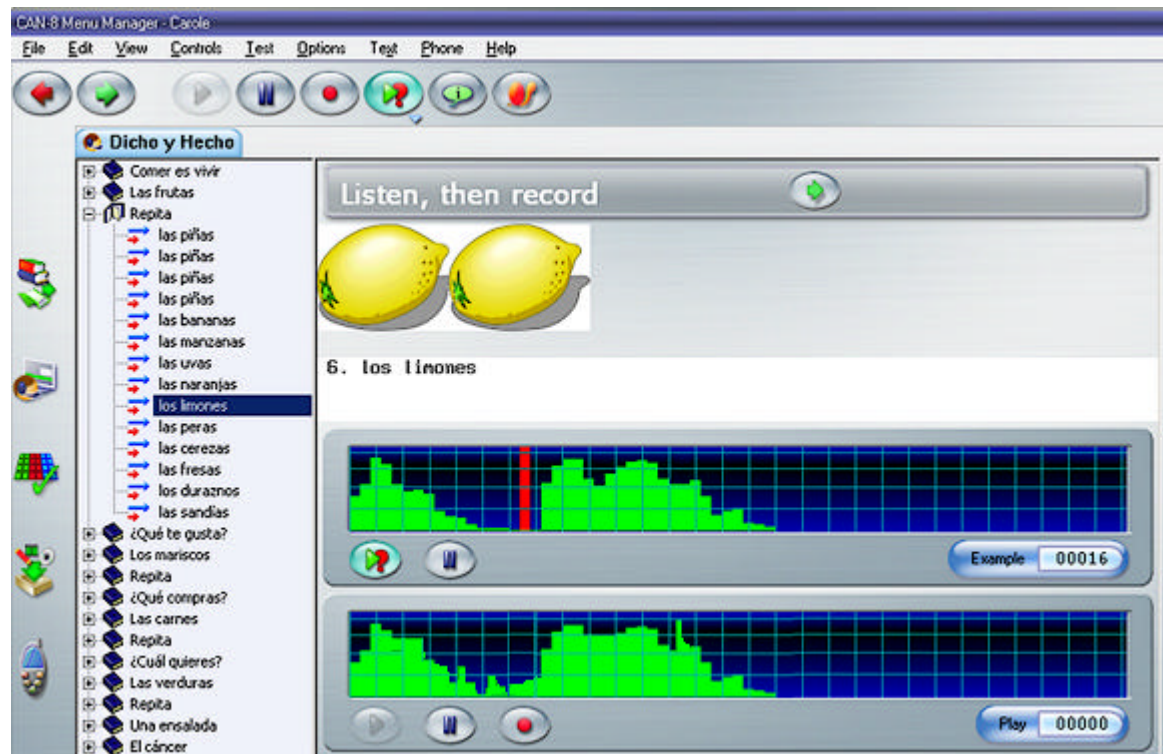 CAN-8 Menu Manager - Carole
File Edit View Controls Test Options Text Phone Help
Dicho y Hecho
Comer es vivir
Las frutas
Repita
las piñas
las piñas
las piñas
las piñas
las bananas
las manzanas
las uvas
las naranjas
los limones
las peras
las cerezas
las fresas
los duraznos
las sandías
¿Qué te gusta?
Los mariscos
Repita
¿Qué compras?
Las carnes
Repita
¿Cuál quieres?
Las verduras
Repita
Una ensalada
El cáncer
Listen, then record
6. los limones
Example 00016
Play 00000